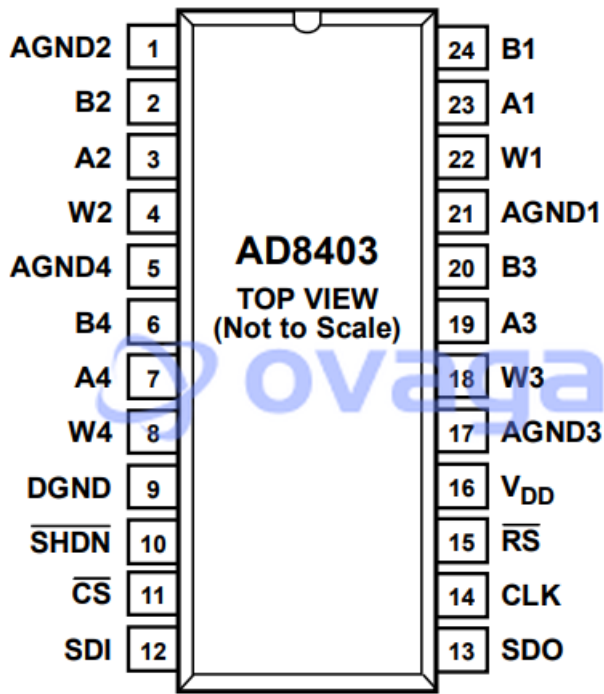 AGND2 1 24 B1
B2 2 23 A1
A2 3 22 W1
W2 4 21 AGND1
AD8403
AGND4 5 20 B3
TOP VIEW
B4 6 19 A3
(Not to Scale)
A4 7 18 W3
ovaga
W4 8 17 AGND3
DGND 9 16 VDD
SHDN 10 15 RS
CS 11 14 CLK
SDI 12 13 SDO